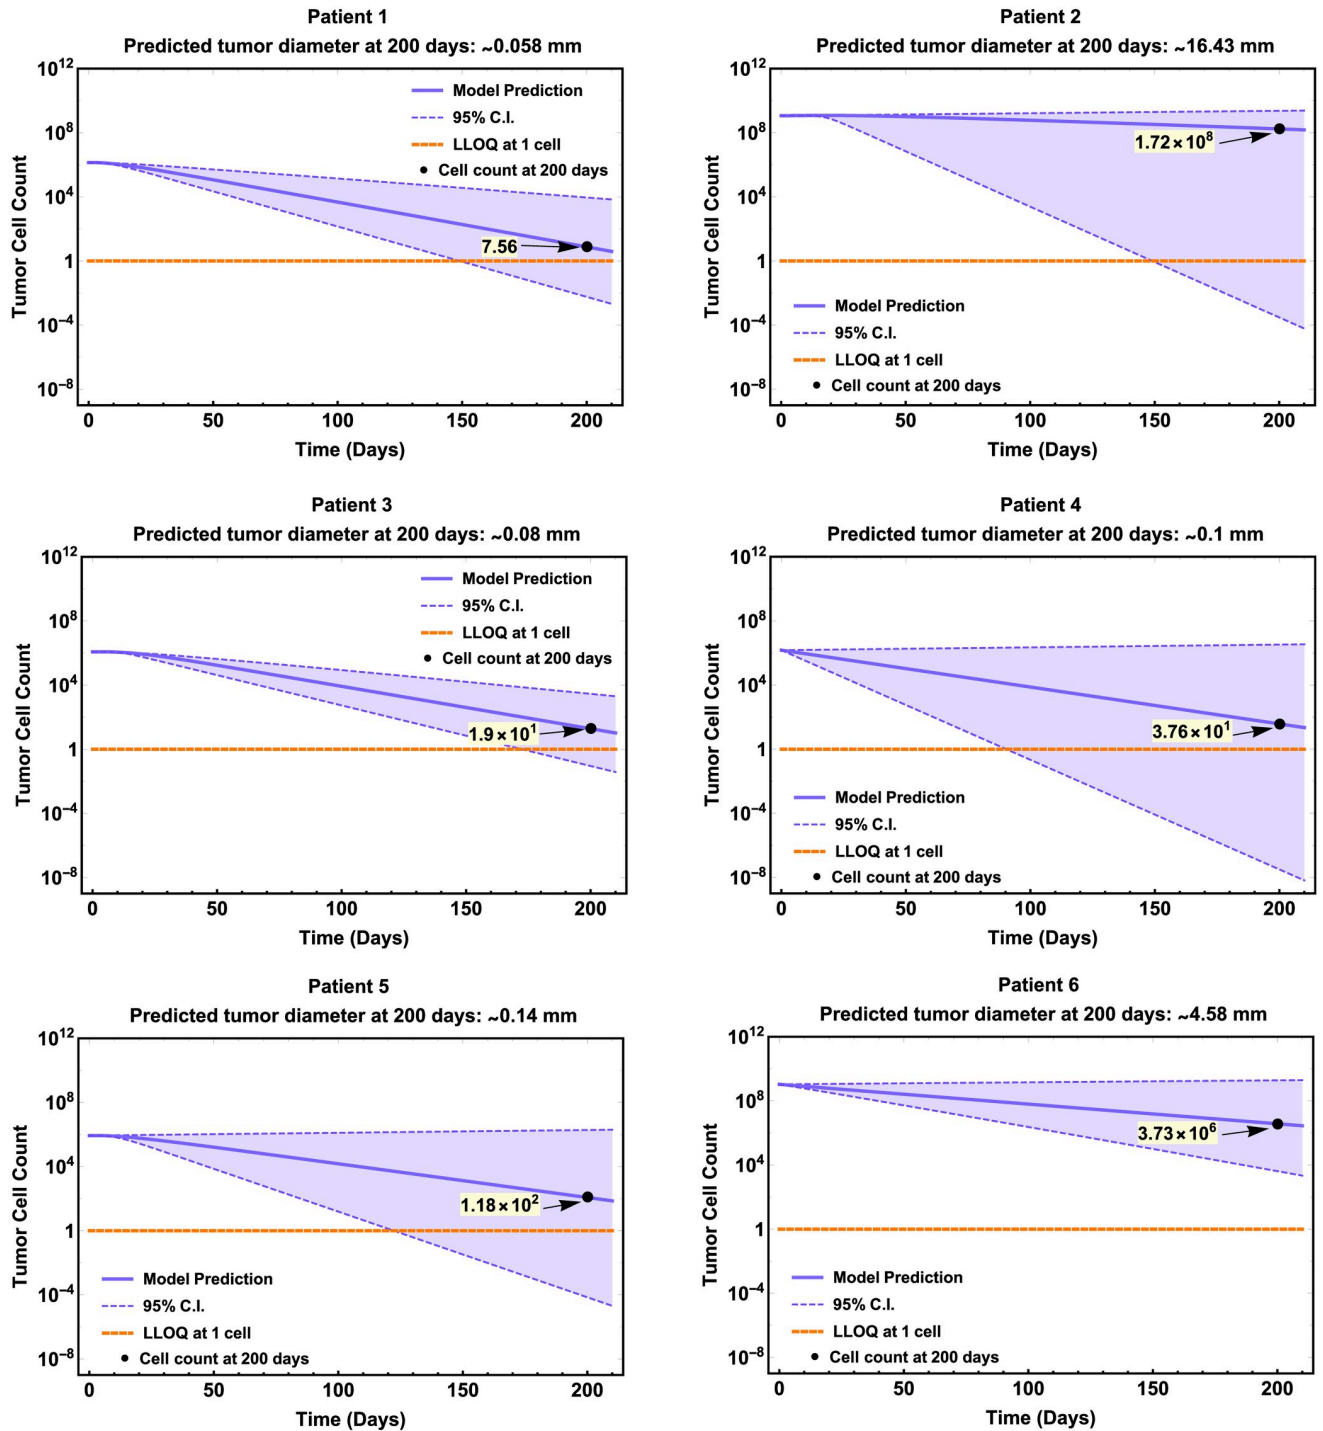 Patient 1
Predicted tumor diameter at 200 days: ~0.058 mm
10^12
10^8
10^4
1
10^−4
10^−8
Tumor Cell Count
Model Prediction
95% C.I.
LLOQ at 1 cell
Cell count at 200 days
7.56
0 50 100 150 200
Time (Days)
Patient 2
Predicted tumor diameter at 200 days: ~16.43 mm
10^12
10^8
10^4
1
10^−4
10^−8
Tumor Cell Count
1.72×10^8
Model Prediction
95% C.I.
LLOQ at 1 cell
Cell count at 200 days
0 50 100 150 200
Time (Days)
Patient 3
Predicted tumor diameter at 200 days: ~0.08 mm
10^12
10^8
10^4
1
10^−4
10^−8
Tumor Cell Count
Model Prediction
95% C.I.
LLOQ at 1 cell
Cell count at 200 days
1.9×10^1
0 50 100 150 200
Time (Days)
Patient 4
Predicted tumor diameter at 200 days: ~0.1 mm
10^12
10^8
10^4
1
10^−4
10^−8
Tumor Cell Count
3.76×10^1
Model Prediction
95% C.I.
LLOQ at 1 cell
Cell count at 200 days
0 50 100 150 200
Time (Days)
Patient 5
Predicted tumor diameter at 200 days: ~0.14 mm
10^12
10^8
10^4
1
10^−4
10^−8
Tumor Cell Count
1.18×10^2
Model Prediction
95% C.I.
LLOQ at 1 cell
Cell count at 200 days
0 50 100 150 200
Time (Days)
Patient 6
Predicted tumor diameter at 200 days: ~4.58 mm
10^12
10^8
10^4
1
10^−4
10^−8
Tumor Cell Count
3.73×10^6
Model Prediction
95% C.I.
LLOQ at 1 cell
Cell count at 200 days
0 50 100 150 200
Time (Days)